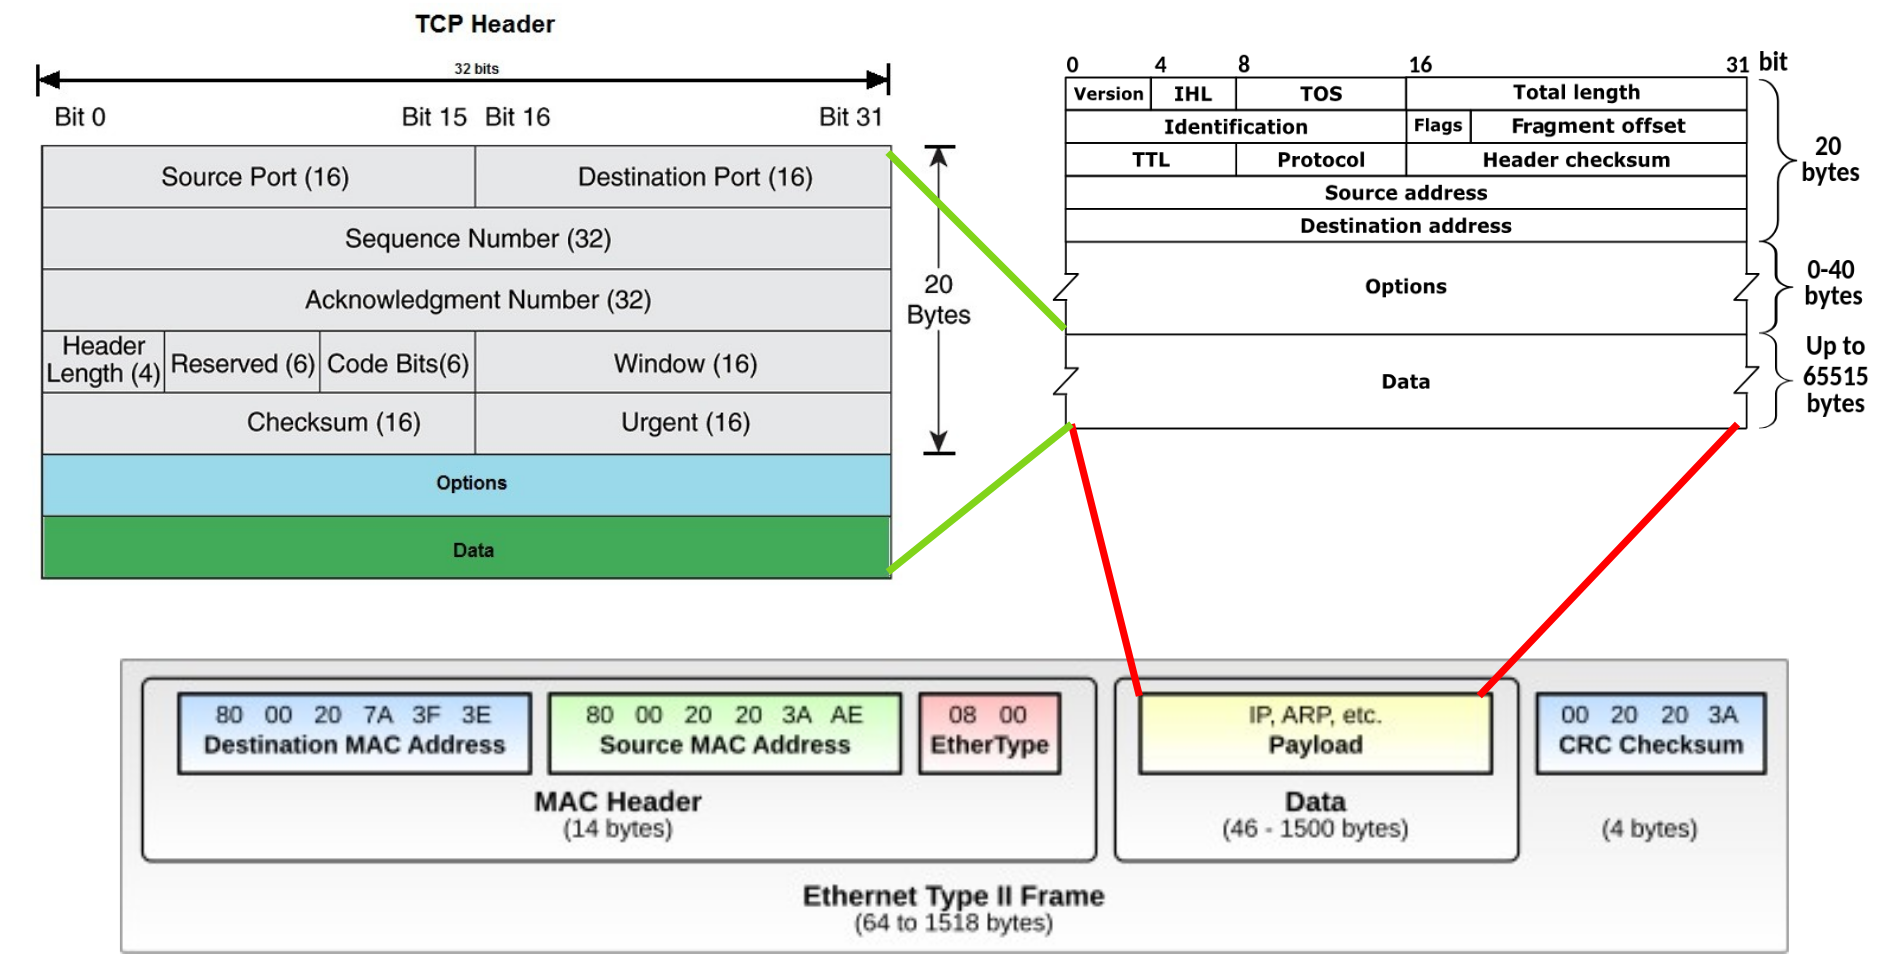 TCP Header
32 bits
Bit 0 Bit 15 Bit 16 Bit 31
Source Port (16) Destination Port (16)
Sequence Number (32)
Acknowledgment Number (32)
Header
Length (4) Reserved (6) Code Bits(6) Window (16)
Checksum (16) Urgent (16)
Options
Data
20
Bytes
0 4 8 16 31 bit
Version IHL TOS Total length
Identification Flags Fragment offset
TTL Protocol Header checksum
Source address
Destination address
Options
Data
20
bytes
0-40
bytes
Up to
65515
bytes
80 00 20 7A 3F 3E
Destination MAC Address
80 00 20 20 3A AE
Source MAC Address
08 00
EtherType
MAC Header
(14 bytes)
IP, ARP, etc.
Payload
Data
(46 - 1500 bytes)
00 20 20 3A
CRC Checksum
(4 bytes)
Ethernet Type II Frame
(64 to 1518 bytes)